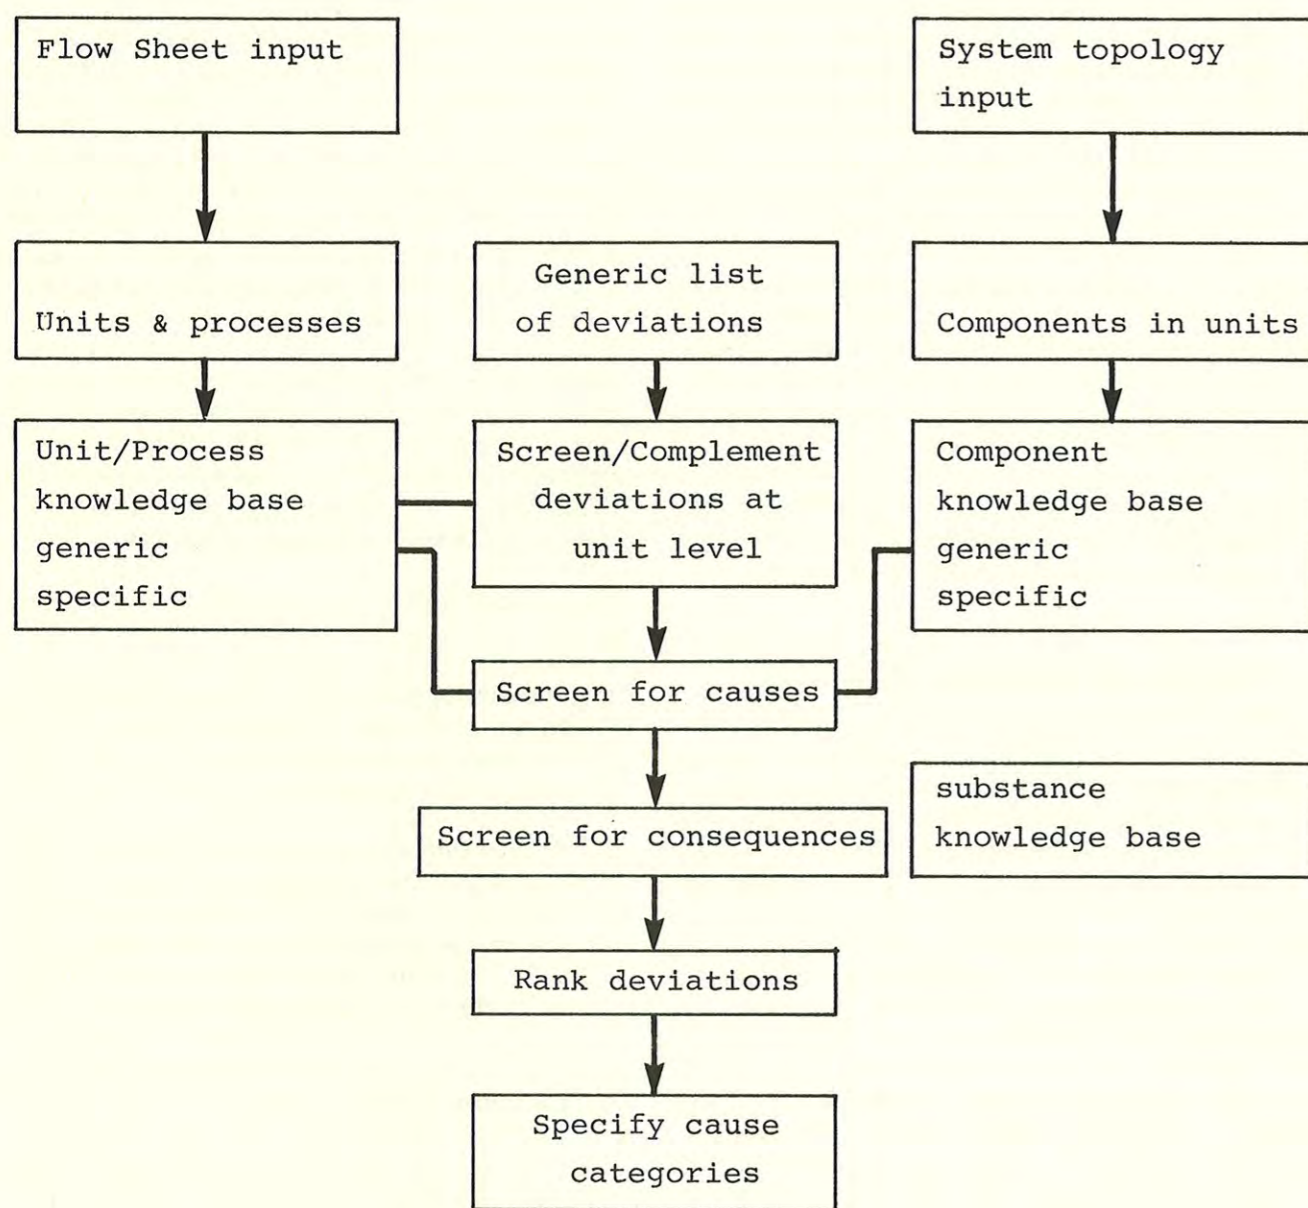 Flow Sheet input
System topology
input
Units & processes
Generic list
of deviations
Components in units
Unit/Process
knowledge base
generic
specific
Screen/Complement
deviations at
unit level
Component
knowledge base
generic
specific
Screen for causes
substance
knowledge base
Screen for consequences
Rank deviations
Specify cause
categories